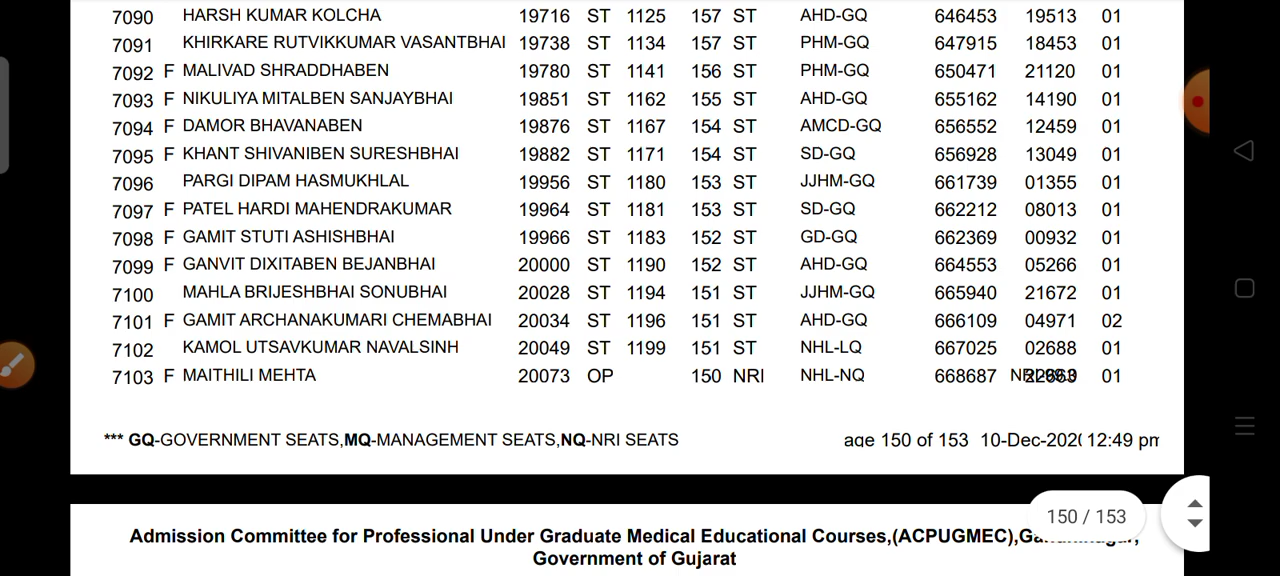 7090 HARSH KUMAR KOLCHA 19716 ST 1125 157 ST AHD-GQ 646453 19513 01
7091 KHIRKARE RUTVIKKUMAR VASANTBHAI 19738 ST 1134 157 ST PHM-GQ 647915 18453 01
7092 F MALIVAD SHRADDHABEN 19780 ST 1141 156 ST PHM-GQ 650471 21120 01
7093 F NIKULIYA MITALBEN SANJAYBHAI 19851 ST 1162 155 ST AHD-GQ 655162 14190 01
7094 F DAMOR BHAVANABEN 19876 ST 1167 154 ST AMCD-GQ 656552 12459 01
7095 F KHANT SHIVANIBEN SURESHBHAI 19882 ST 1171 154 ST SD-GQ 656928 13049 01
7096 PARGI DIPAM HASMUKHLAL 19956 ST 1180 153 ST JJHM-GQ 661739 01355 01
7097 F PATEL HARDI MAHENDRAKUMAR 19964 ST 1181 153 ST SD-GQ 662212 08013 01
7098 F GAMIT STUTI ASHISHBHAI 19966 ST 1183 152 ST GD-GQ 662369 00932 01
7099 F GANVIT DIXITABEN BEJANBHAI 20000 ST 1190 152 ST AHD-GQ 664553 05266 01
7100 MAHLA BRIJESHBHAI SONUBHAI 20028 ST 1194 151 ST JJHM-GQ 665940 21672 01
7101 F GAMIT ARCHANAKUMARI CHEMABHAI 20034 ST 1196 151 ST AHD-GQ 666109 04971 02
7102 KAMOL UTSAVKUMAR NAVALSINH 20049 ST 1199 151 ST NHL-LQ 667025 02688 01
7103 F MAITHILI MEHTA 20073 OP 150 NRI NHL-NQ 668687 01
*** GQ-GOVERNMENT SEATS,MQ-MANAGEMENT SEATS,NQ-NRI SEATS age 150 of 153 10-Dec-2020 12:49 pm
150 / 153
Admission Committee for Professional Under Graduate Medical Educational Courses,(ACPUGMEC),Gandhinagar,
Government of Gujarat